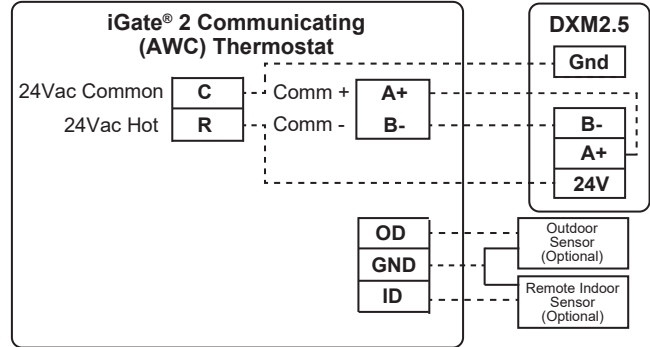 iGate® 2 Communicating
(AWC) Thermostat
DXM2.5
Gnd
24Vac Common
C
Comm +
A+
24Vac Hot
R
Comm -
B-
B-
A+
24V
OD
GND
ID
Outdoor
Sensor
(Optional)
Remote Indoor
Sensor
(Optional)